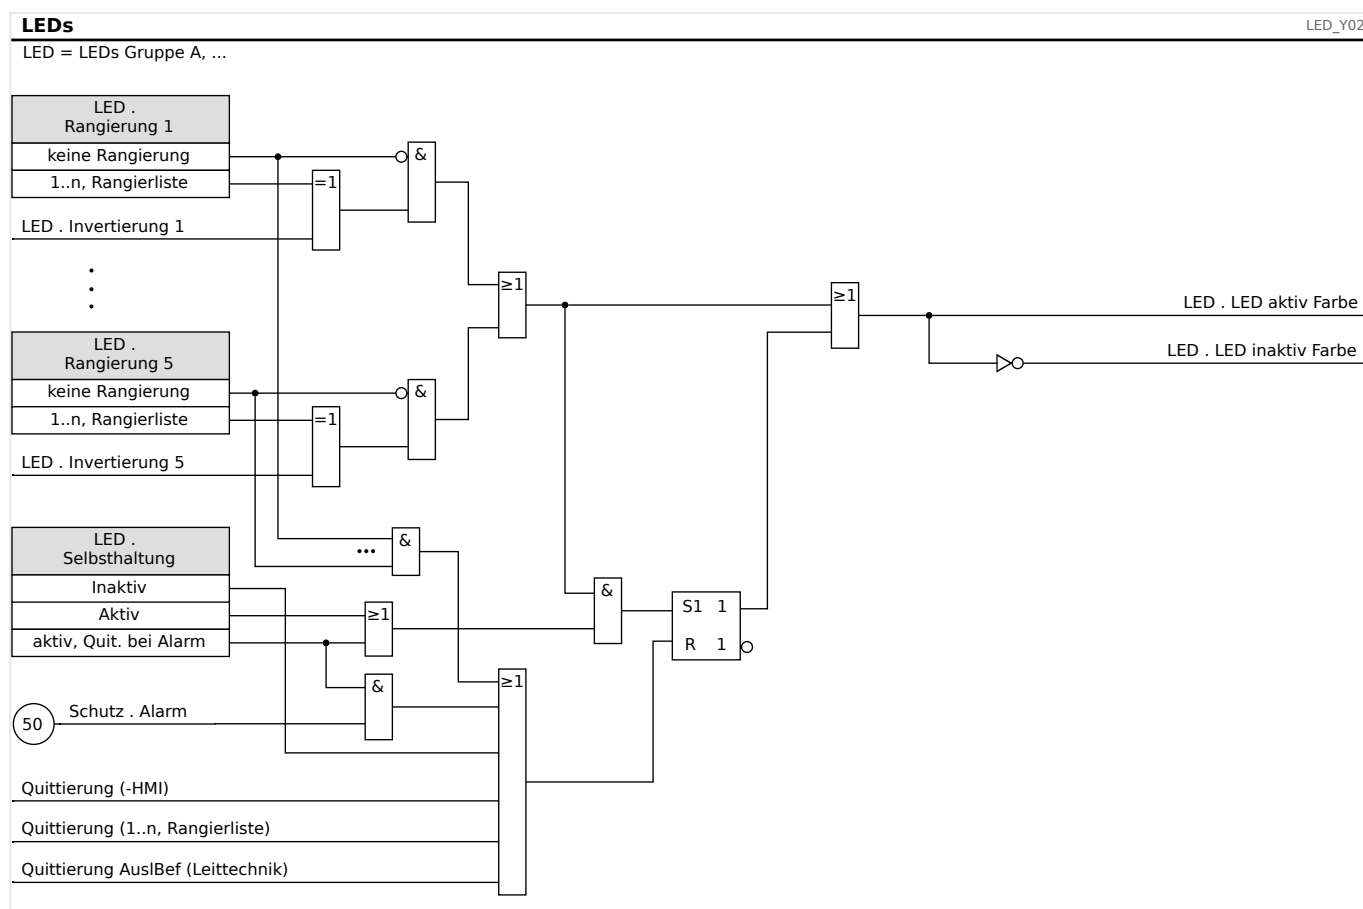 LEDs
LED_Y02
LED = LEDs Gruppe A, ...
LED .
Rangierung 1
keine Rangierung
&
1..n, Rangierliste
=1
LED . Invertierung 1
≥1
≥1
LED . LED aktiv Farbe
LED .
Rangierung 5
LED . LED inaktiv Farbe
keine Rangierung
&
1..n, Rangierliste
=1
LED . Invertierung 5
LED .
Selbsthaltung
...
&
Inaktiv
&
Aktiv
≥1
S1 1
aktiv, Quit. bei Alarm
R 1
&
≥1
50
Schutz . Alarm
Quittierung (-HMI)
Quittierung (1..n, Rangierliste)
Quittierung AuslBef (Leittechnik)